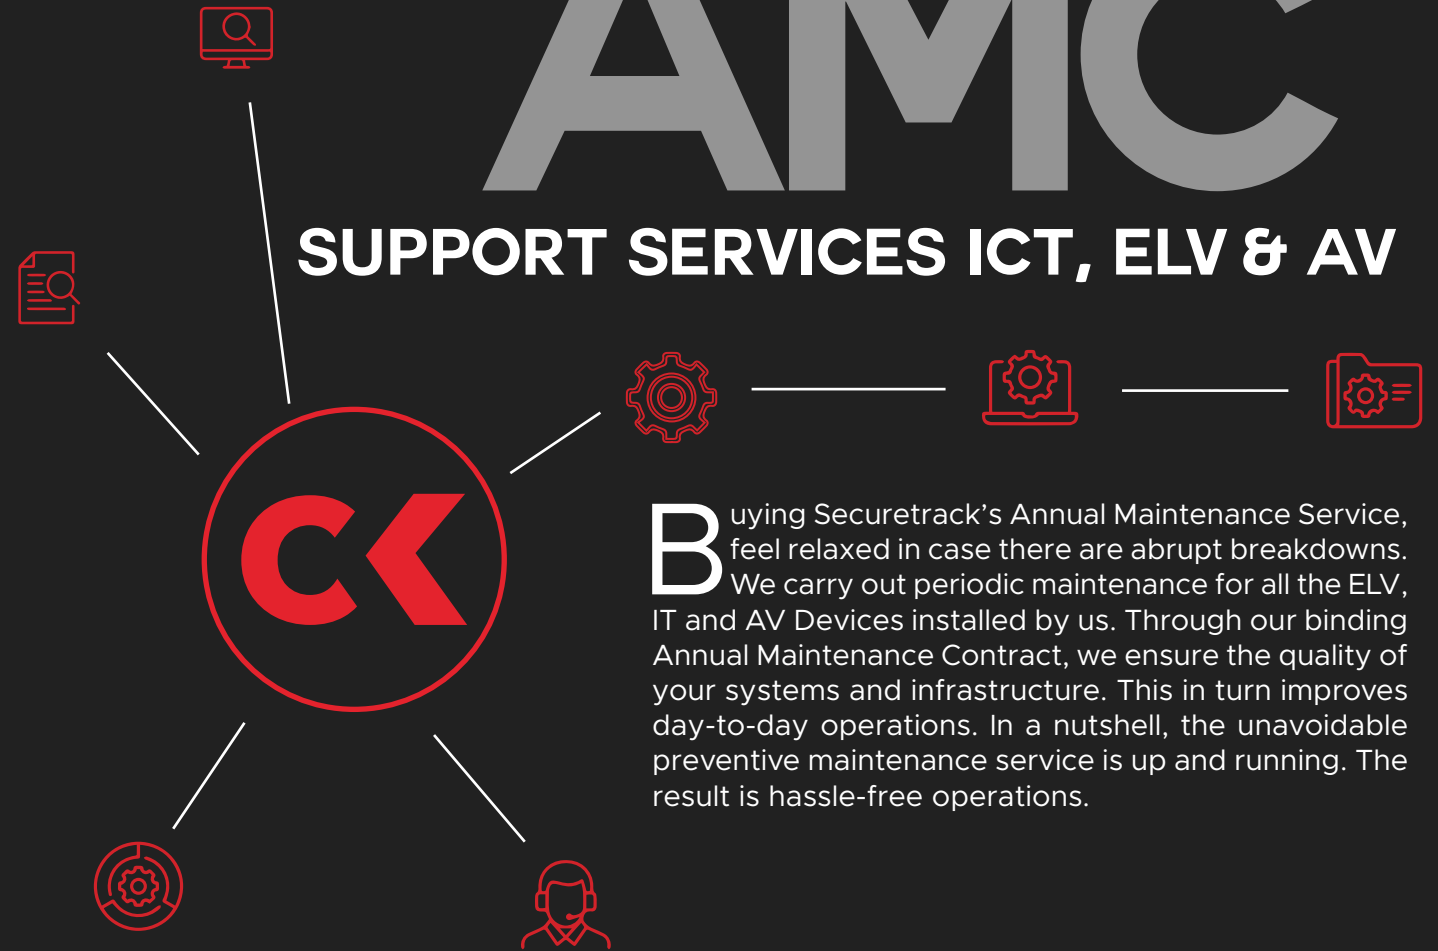 AMC
SUPPORT SERVICES ICT, ELV & AV
CK
Buying Securetrack’s Annual Maintenance Service,
feel relaxed in case there are abrupt breakdowns.
We carry out periodic maintenance for all the ELV,
IT and AV Devices installed by us. Through our binding
Annual Maintenance Contract, we ensure the quality of
your systems and infrastructure. This in turn improves
day-to-day operations. In a nutshell, the unavoidable
preventive maintenance service is up and running. The
result is hassle-free operations.